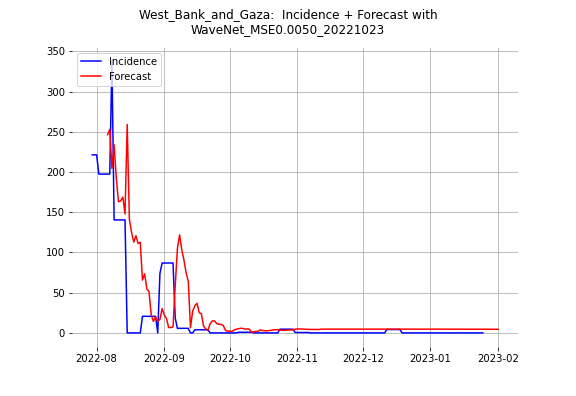 West_Bank_and_Gaza:  Incidence + Forecast with
WaveNet_MSE0.0050_20221023
Incidence
Forecast
350
300
250
200
150
100
50
0
2022-08 2022-09 2022-10 2022-11 2022-12 2023-01 2023-02